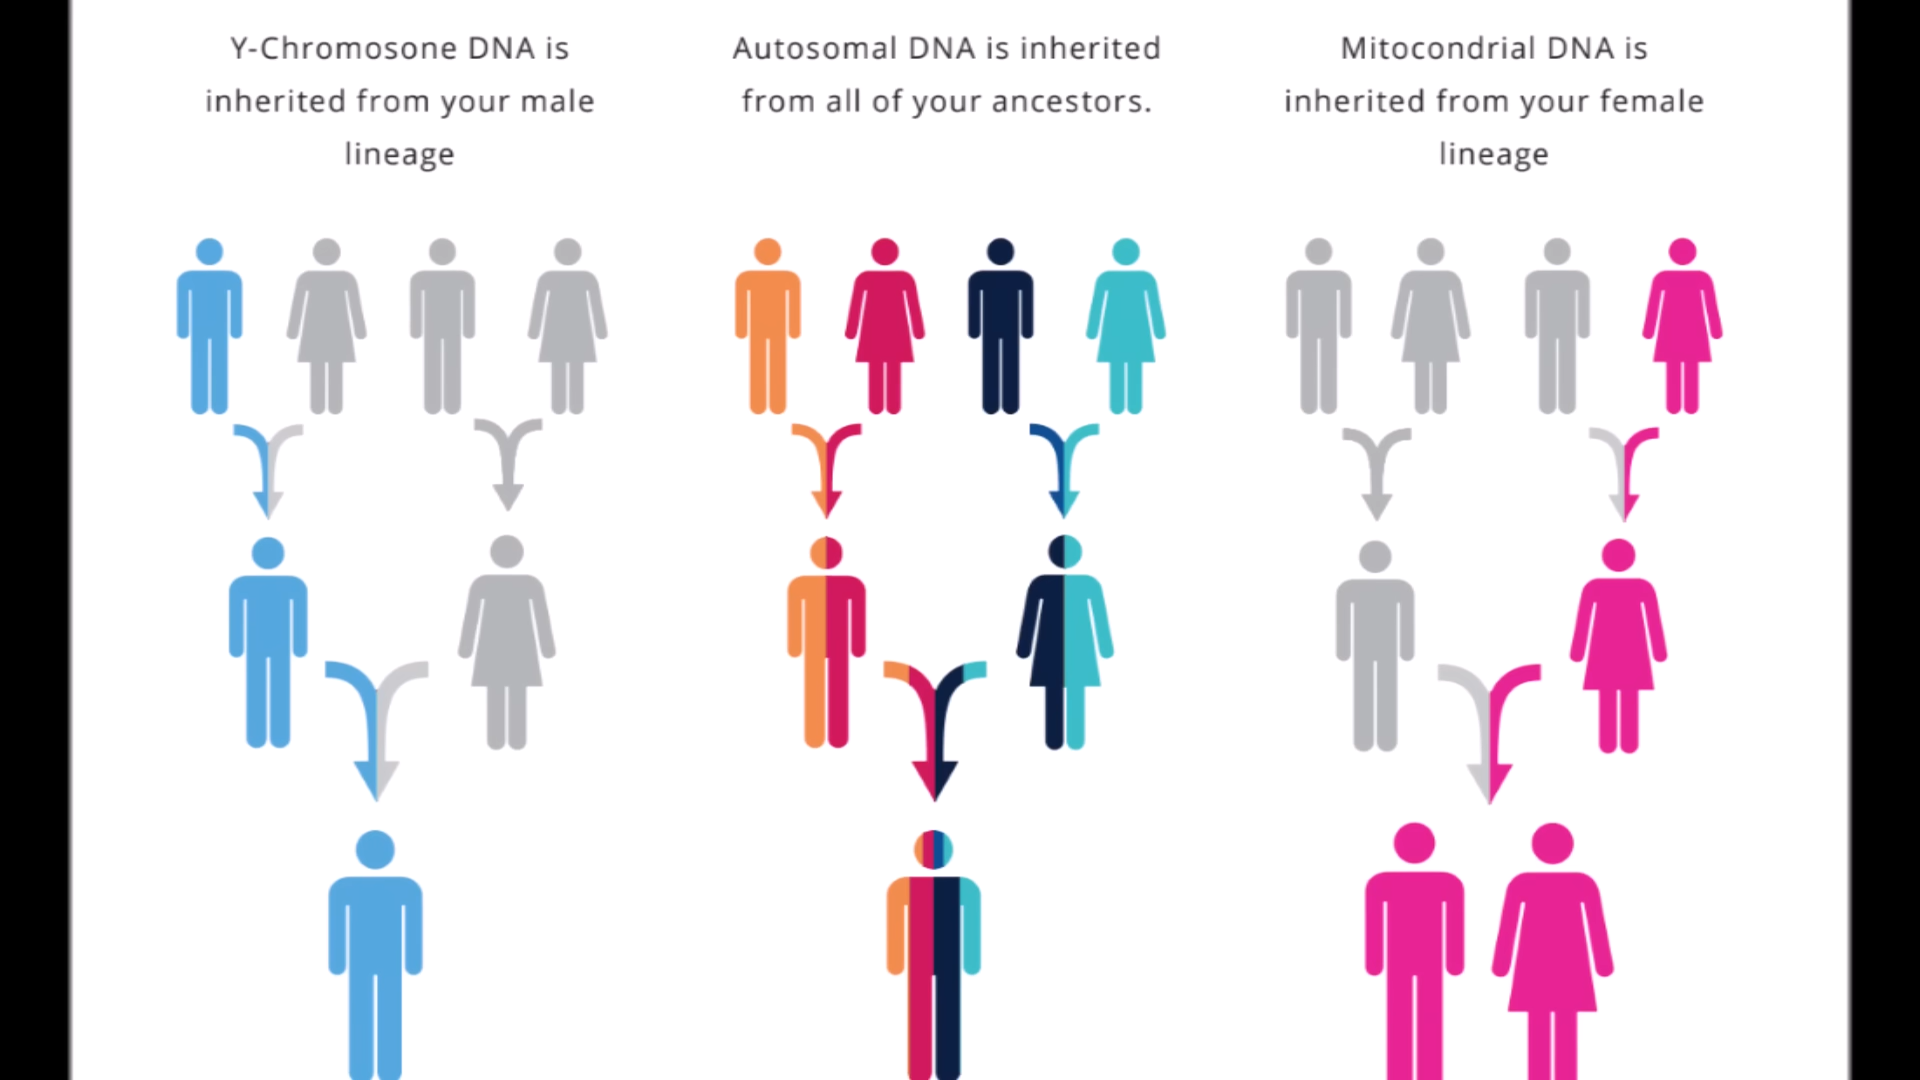 Y-Chromosone DNA is
inherited from your male
lineage
Autosomal DNA is inherited
from all of your ancestors.
Mitocondrial DNA is
inherited from your female
lineage